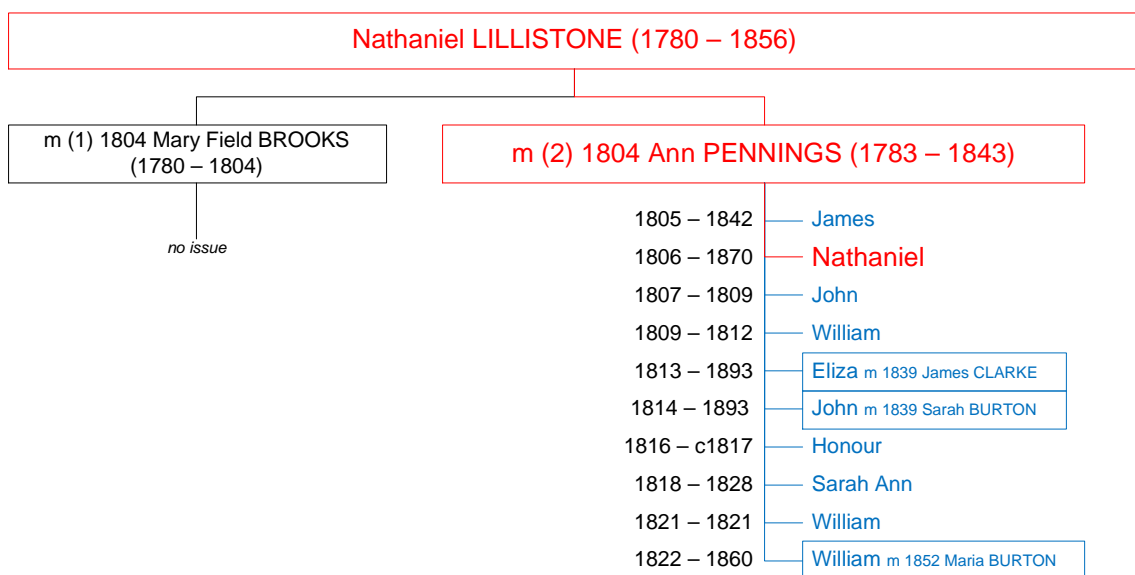 Nathaniel LILLISTONE (1780 – 1856)
m (1) 1804 Mary Field BROOKS
(1780 – 1804)
no issue
m (2) 1804 Ann PENNINGS (1783 – 1843)
1805 – 1842 James
1806 – 1870 Nathaniel
1807 – 1809 John
1809 – 1812 William
1813 – 1893 Eliza m 1839 James CLARKE
1814 – 1893 John m 1839 Sarah BURTON
1816 – c1817 Honour
1818 – 1828 Sarah Ann
1821 – 1821 William
1822 – 1860 William m 1852 Maria BURTON